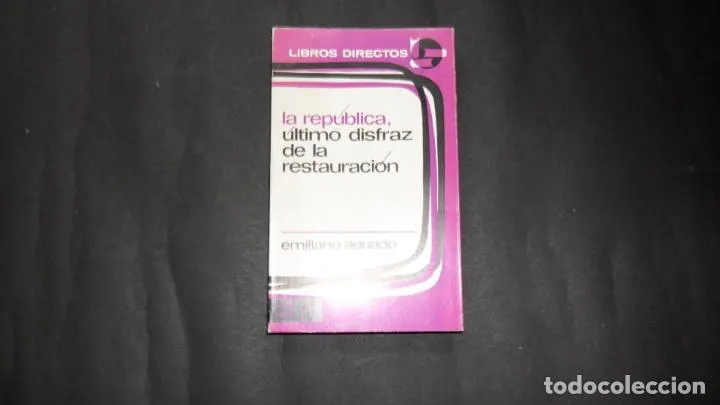 LIBROS DIRECTOS
la república,
último disfraz
de la
restauración
emiliano aguado
todocoleccion